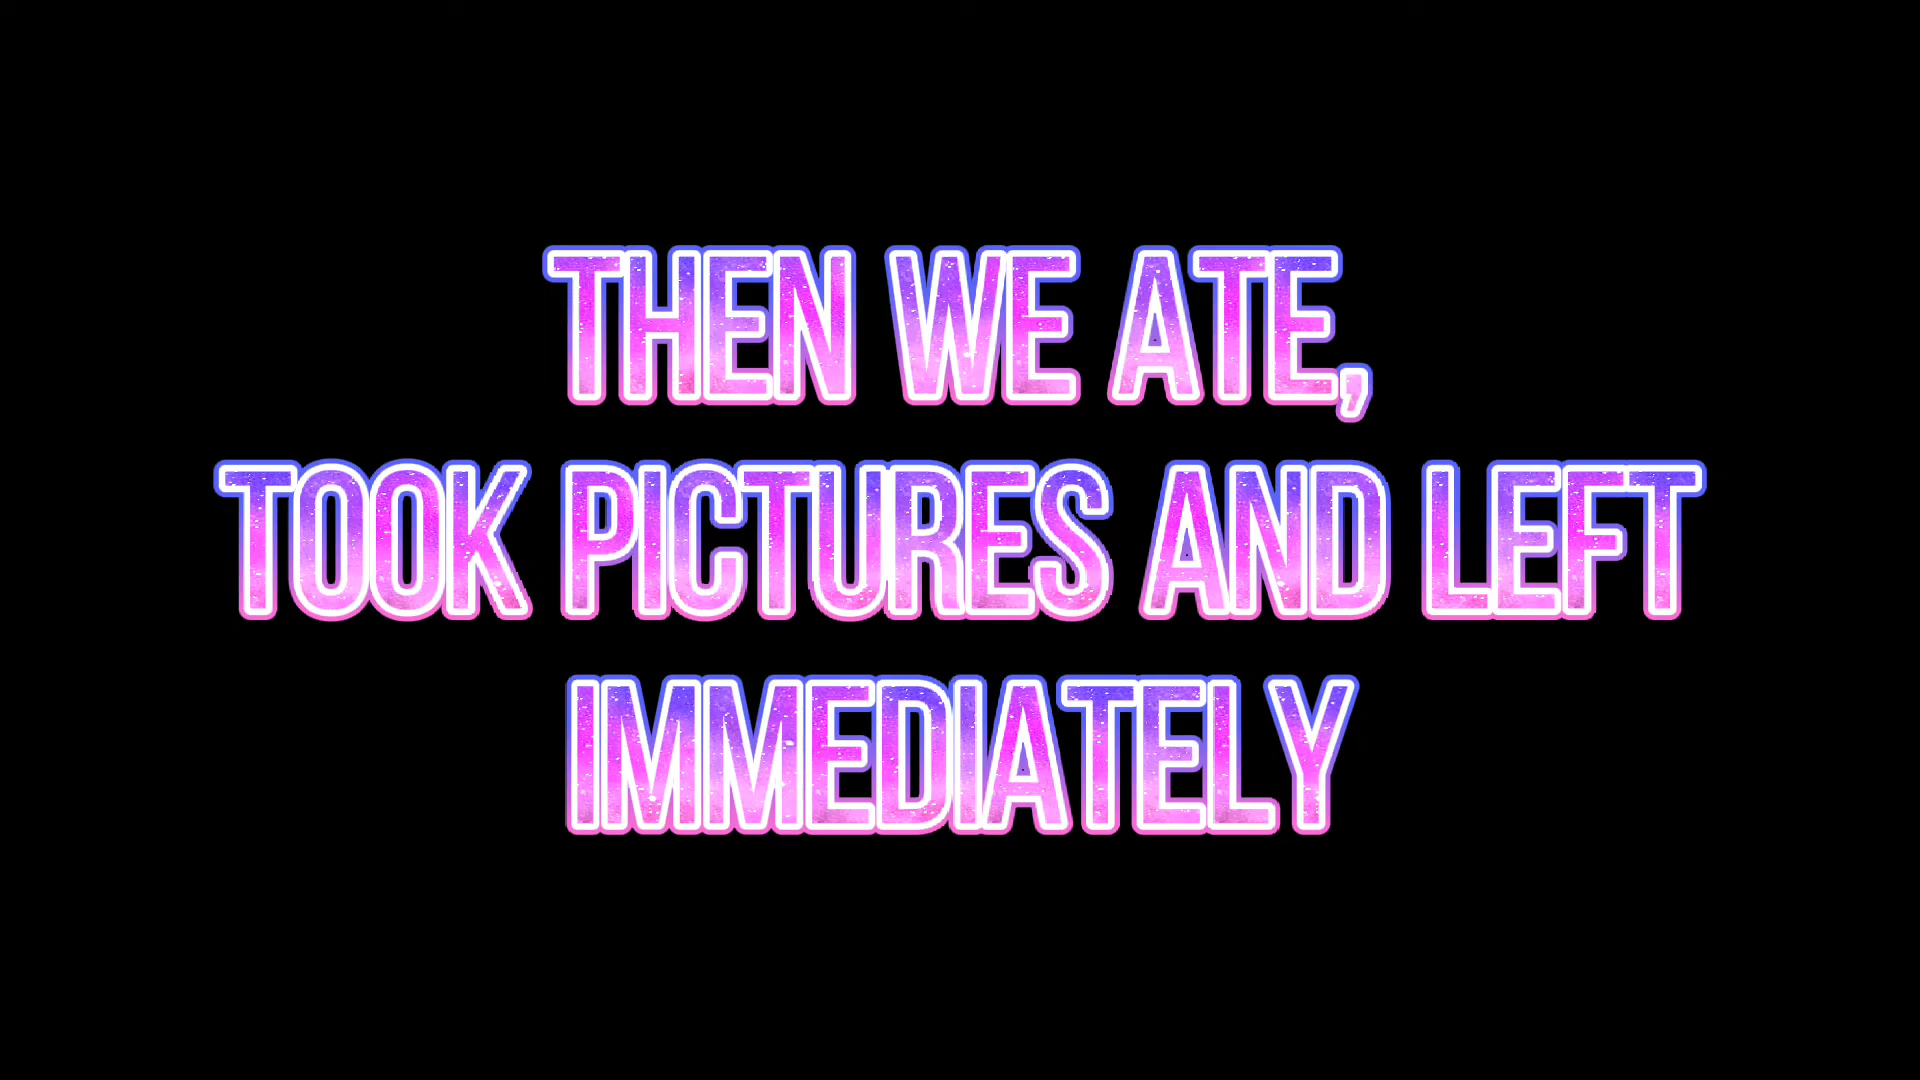 THEN WE ATE,
TOOK PICTURES AND LEFT
IMMEDIATELY